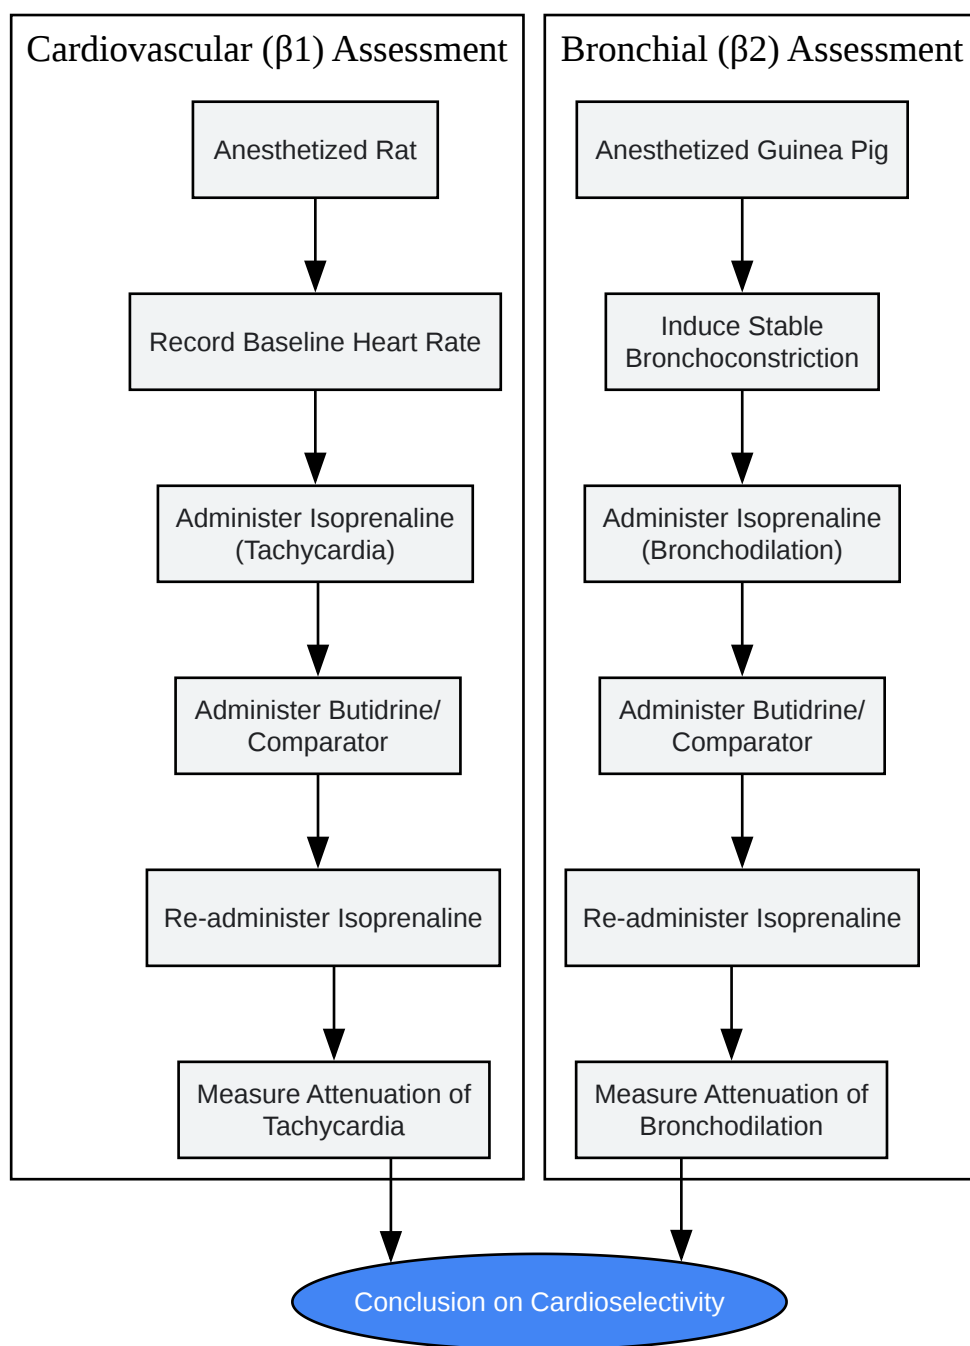 Cardiovascular (β1) Assessment
Anesthetized Rat
Record Baseline Heart Rate
Administer Isoprenaline
(Tachycardia)
Administer Butidrine/
Comparator
Re-administer Isoprenaline
Measure Attenuation of
Tachycardia
Bronchial (β2) Assessment
Anesthetized Guinea Pig
Induce Stable
Bronchoconstriction
Administer Isoprenaline
(Bronchodilation)
Administer Butidrine/
Comparator
Re-administer Isoprenaline
Measure Attenuation of
Bronchodilation
Conclusion on Cardioselectivity